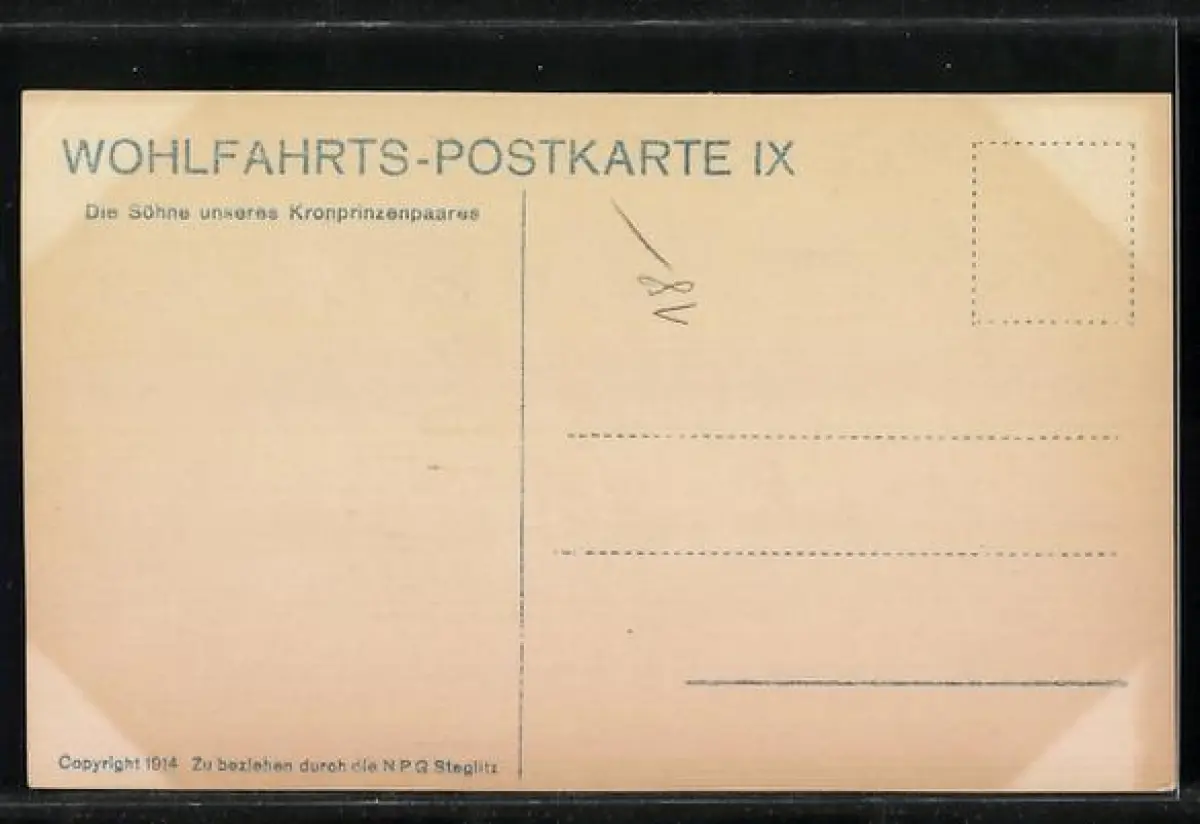 WOHLFAHRTS-POSTKARTE IX
Die Söhne unseres Kronprinzenpaares
Copyright 1914 Zu beziehen durch die N P G Steglitz